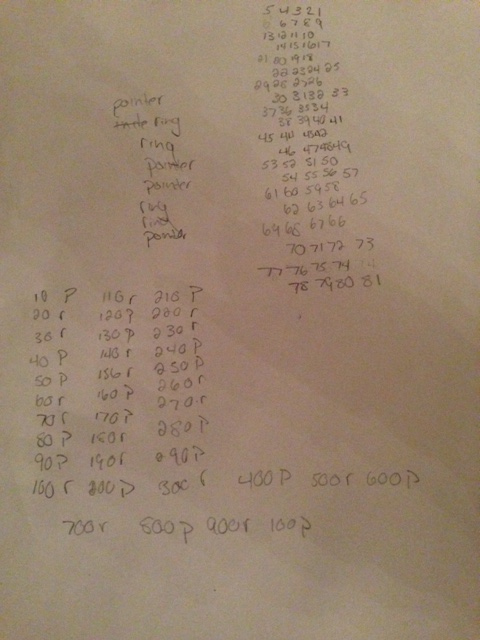 5 4 3 2 1
6 7 8 9
13 12 11 10
14 15 16 17
21 20 19 18
22 23 24 25
29 28 27 26
30 31 32 33
37 36 35 34
38 39 40 41
45 44 43 42
46 47 48 49
53 52 51 50
54 55 56 57
61 60 59 58
62 63 64 65
69 68 67 66
70 71 72 73
77 76 75 74
78 79 80 81
pointer
ring
ring
pointer
pointer
ring
ring
pointer
10 P 110 r 210 P
20 r 120 P 220 r
30 r 130 P 230 r
40 P 140 r 240 P
50 P 150 r 250 P
60 r 160 P 260 r
70 r 170 P 270 r
80 P 180 r 280 P
90 P 190 r 290 P
100 r 200 P 300 r 400 P 500 r 600 P
700 r 800 P 900 r 100 P